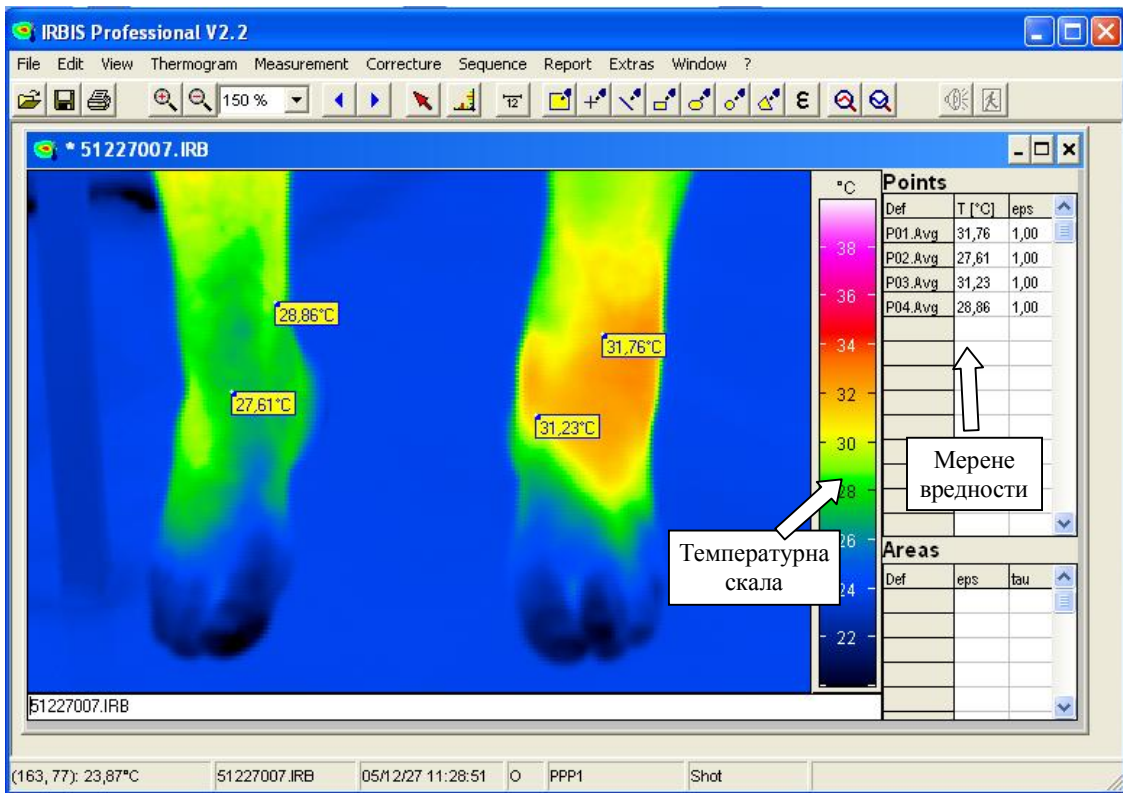 IRBIS Professional V2.2
File Edit View Thermogram Measurement Correcture Sequence Report Extras Window ?
150 %
12
ε
* 51227007.IRB
°C
38
36
34
32
30
28
26
24
22
28,86°C
27,61°C
31,76°C
31,23°C
Points
Def T [°C] eps
P01.Avg 31,76 1,00
P02.Avg 27,61 1,00
P03.Avg 31,23 1,00
P04.Avg 28,86 1,00
Мерене
вредности
Температурна
скала
Areas
Def eps tau
51227007.IRB
(163, 77): 23,87°C 51227007.IRB 05/12/27 11:28:51 O PPP1 Shot